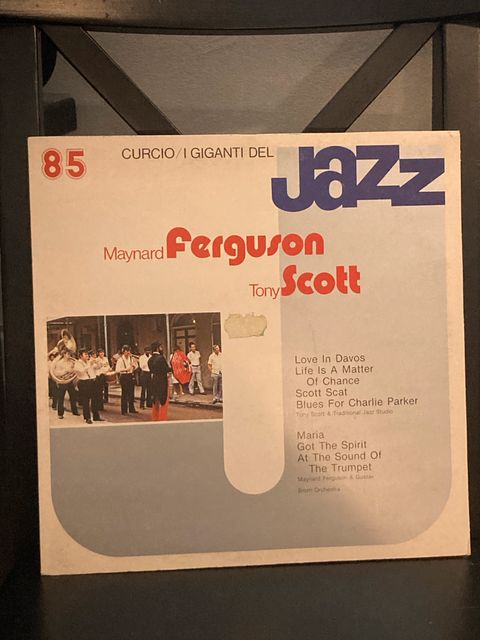 85
CURCIO/I GIGANTI DEL
Jazz
Maynard Ferguson
Tony Scott
Love In Davos
Life Is A Matter
Of Chance
Scott Scat
Blues For Charlie Parker
Tony Scott & Traditional Jazz Studio
Maria
Got The Spirit
At The Sound Of
The Trumpet
Maynard Ferguson & Gustav
Brom Orchestra